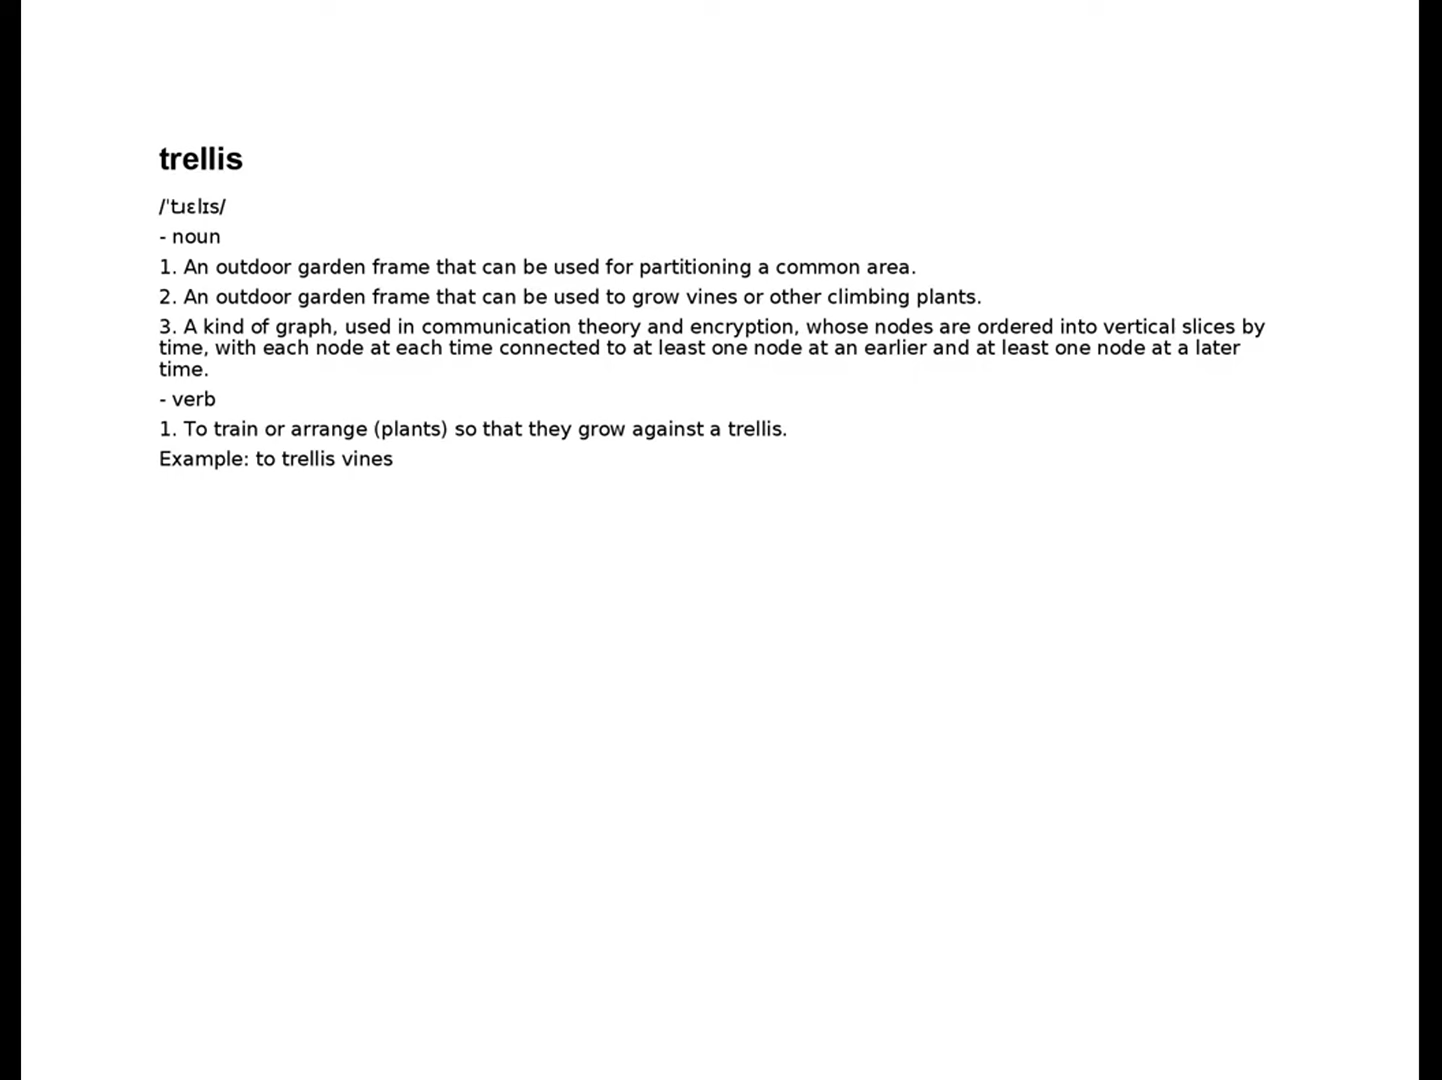 trellis
/ˈtɹɛlɪs/
- noun
1. An outdoor garden frame that can be used for partitioning a common area.
2. An outdoor garden frame that can be used to grow vines or other climbing plants.
3. A kind of graph, used in communication theory and encryption, whose nodes are ordered into vertical slices by
time, with each node at each time connected to at least one node at an earlier and at least one node at a later
time.
- verb
1. To train or arrange (plants) so that they grow against a trellis.
Example: to trellis vines